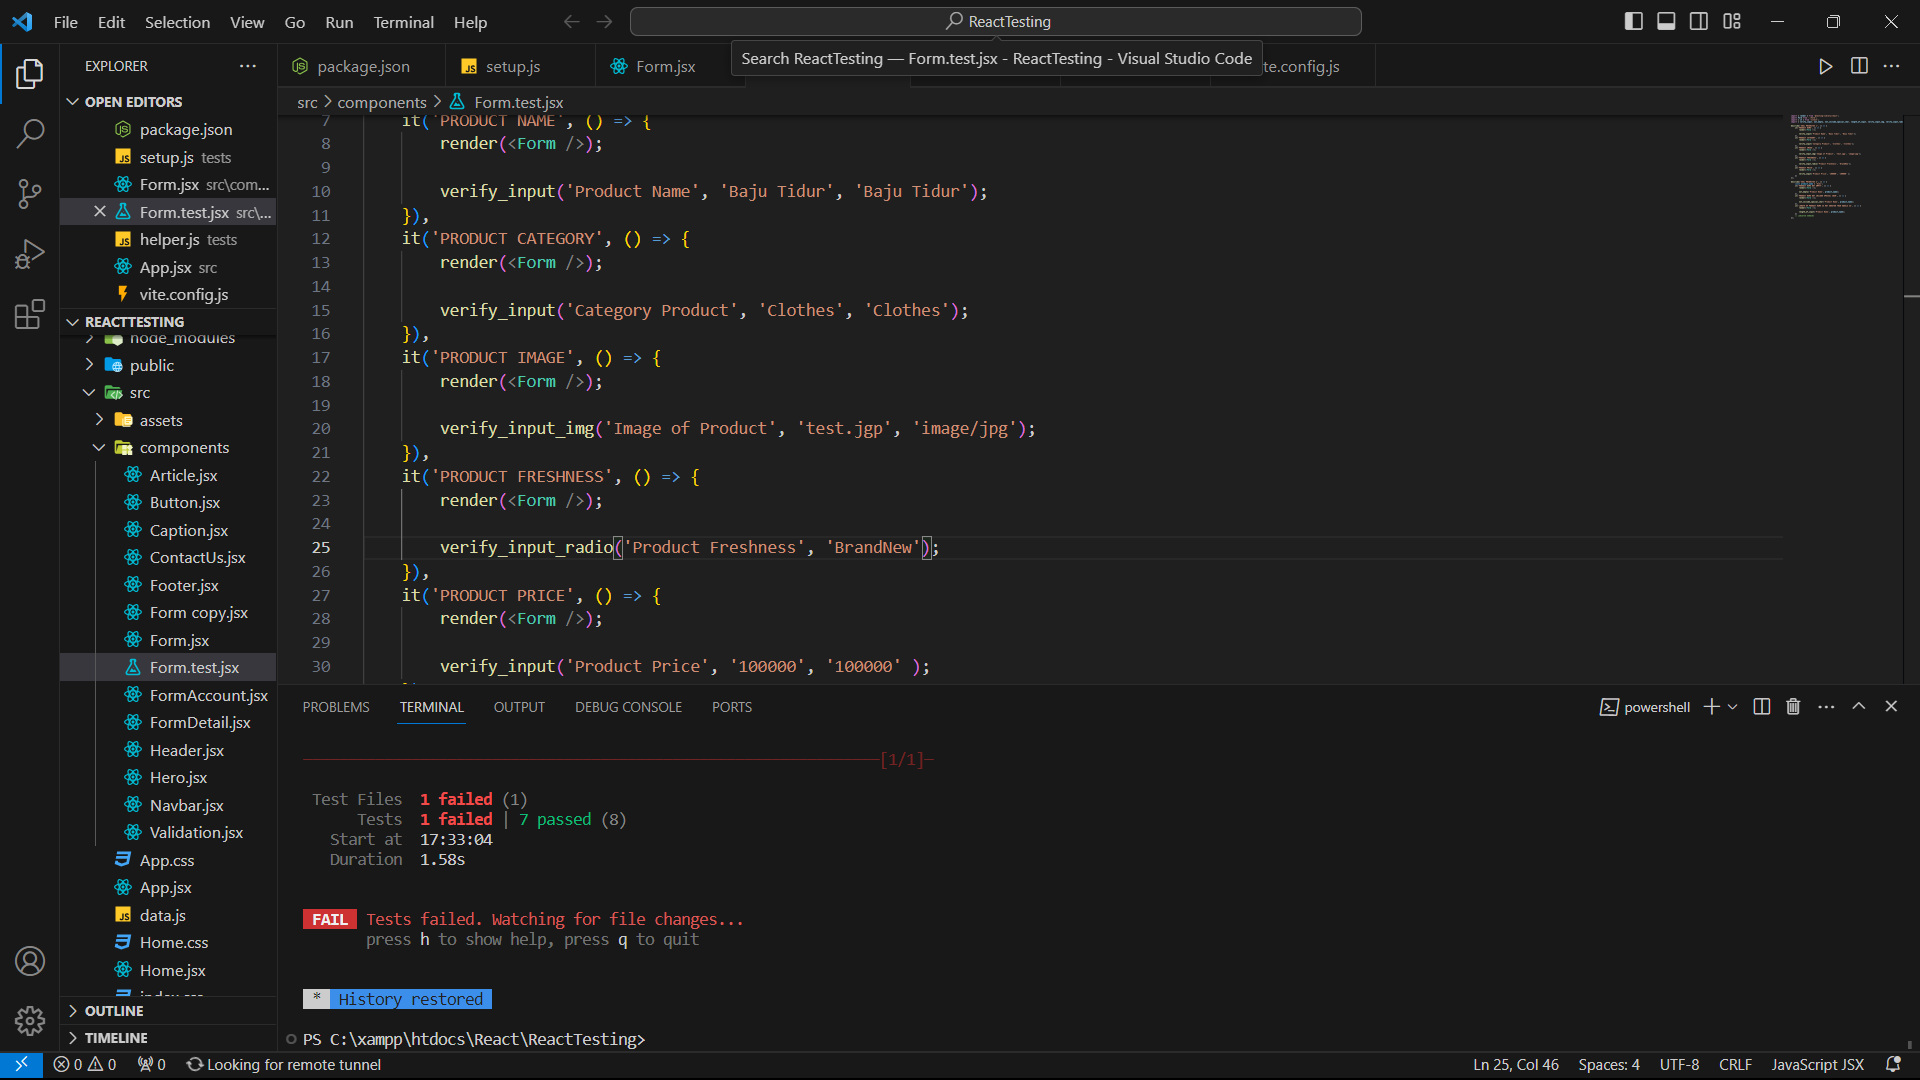 File Edit Selection View Go Run Terminal Help
ReactTesting
EXPLORER
package.json
setup.js
Form.jsx
Search ReactTesting — Form.test.jsx - ReactTesting - Visual Studio Code
te.config.js
OPEN EDITORS
package.json
setup.js tests
Form.jsx src\com...
Form.test.jsx src\...
helper.js tests
App.jsx src
vite.config.js
REACTTESTING
node_modules
public
src
assets
components
Article.jsx
Button.jsx
Caption.jsx
ContactUs.jsx
Footer.jsx
Form copy.jsx
Form.jsx
Form.test.jsx
FormAccount.jsx
FormDetail.jsx
Header.jsx
Hero.jsx
Navbar.jsx
Validation.jsx
App.css
App.jsx
data.js
Home.css
Home.jsx
index.css
OUTLINE
TIMELINE
src > components > Form.test.jsx
7 it('PRODUCT NAME', () => {
8 render(<Form />);
9
10 verify_input('Product Name', 'Baju Tidur', 'Baju Tidur');
11 }),
12 it('PRODUCT CATEGORY', () => {
13 render(<Form />);
14
15 verify_input('Category Product', 'Clothes', 'Clothes');
16 }),
17 it('PRODUCT IMAGE', () => {
18 render(<Form />);
19
20 verify_input_img('Image of Product', 'test.jgp', 'image/jpg');
21 }),
22 it('PRODUCT FRESHNESS', () => {
23 render(<Form />);
24
25 verify_input_radio('Product Freshness', 'BrandNew');
26 }),
27 it('PRODUCT PRICE', () => {
28 render(<Form />);
29
30 verify_input('Product Price', '100000', '100000' );
PROBLEMS TERMINAL OUTPUT DEBUG CONSOLE PORTS
powershell
[1/1]
Test Files 1 failed (1)
Tests 1 failed | 7 passed (8)
Start at 17:33:04
Duration 1.58s
FAIL Tests failed. Watching for file changes...
press h to show help, press q to quit
* History restored
PS C:\xampp\htdocs\React\ReactTesting>
0 0 0 Looking for remote tunnel
Ln 25, Col 46 Spaces: 4 UTF-8 CRLF JavaScript JSX